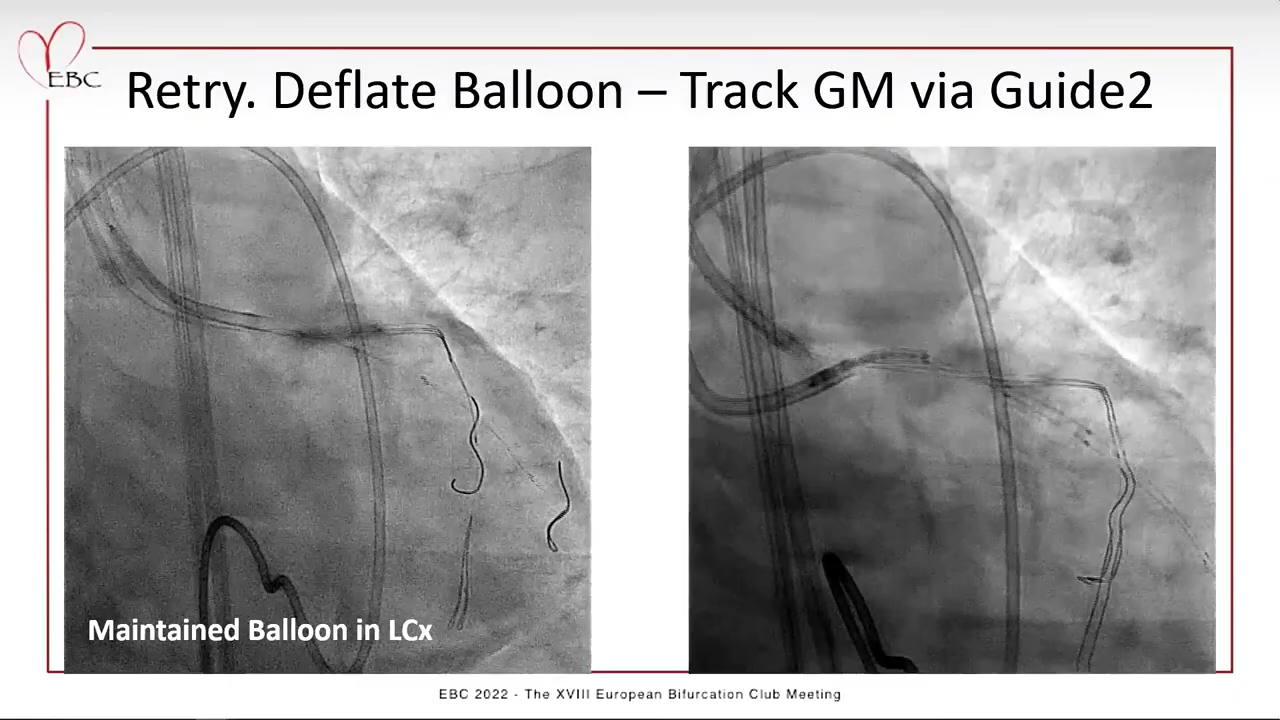 EBC
Retry. Deflate Balloon – Track GM via Guide2
Maintained Balloon in LCx
EBC 2022 - The XVIII European Bifurcation Club Meeting